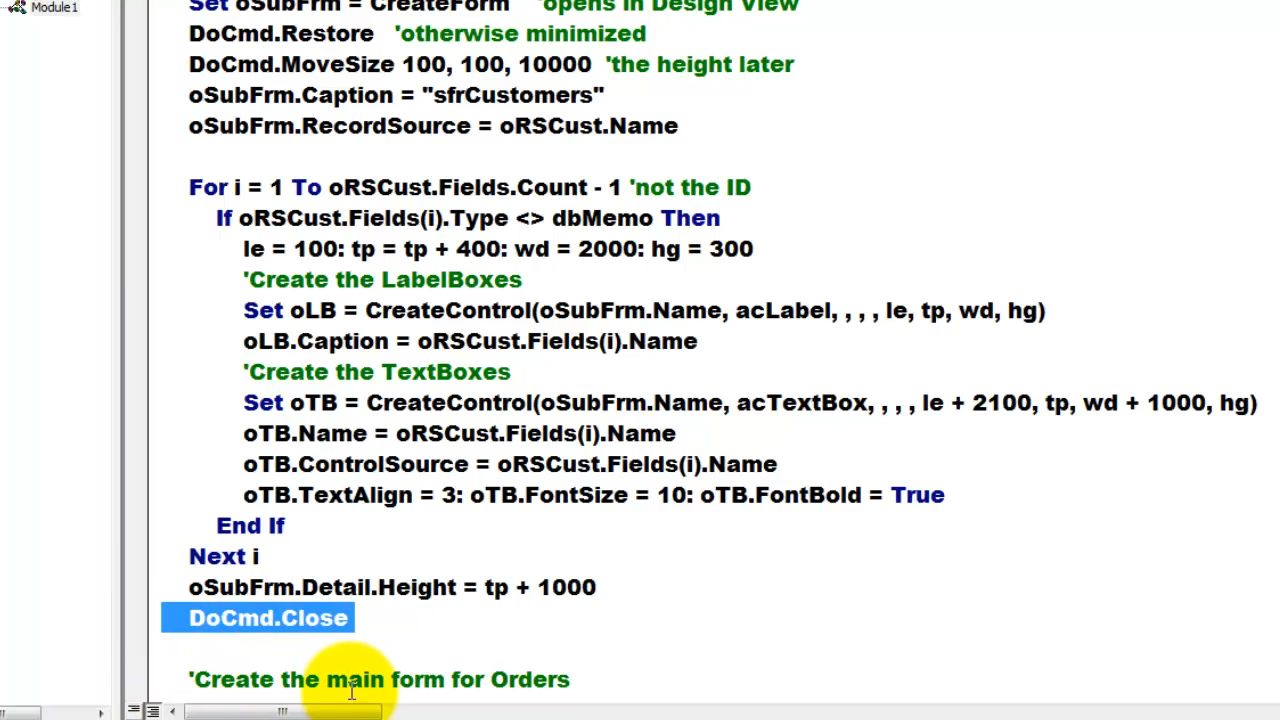 Module1
Set oSubFrm = CreateForm 'opens in Design View
DoCmd.Restore 'otherwise minimized
DoCmd.MoveSize 100, 100, 10000 'the height later
oSubFrm.Caption = "sfrCustomers"
oSubFrm.RecordSource = oRSCust.Name
For i = 1 To oRSCust.Fields.Count - 1 'not the ID
If oRSCust.Fields(i).Type <> dbMemo Then
le = 100: tp = tp + 400: wd = 2000: hg = 300
'Create the LabelBoxes
Set oLB = CreateControl(oSubFrm.Name, acLabel, , , , le, tp, wd, hg)
oLB.Caption = oRSCust.Fields(i).Name
'Create the TextBoxes
Set oTB = CreateControl(oSubFrm.Name, acTextBox, , , , le + 2100, tp, wd + 1000, hg)
oTB.Name = oRSCust.Fields(i).Name
oTB.ControlSource = oRSCust.Fields(i).Name
oTB.TextAlign = 3: oTB.FontSize = 10: oTB.FontBold = True
End If
Next i
oSubFrm.Detail.Height = tp + 1000
DoCmd.Close
'Create the main form for Orders